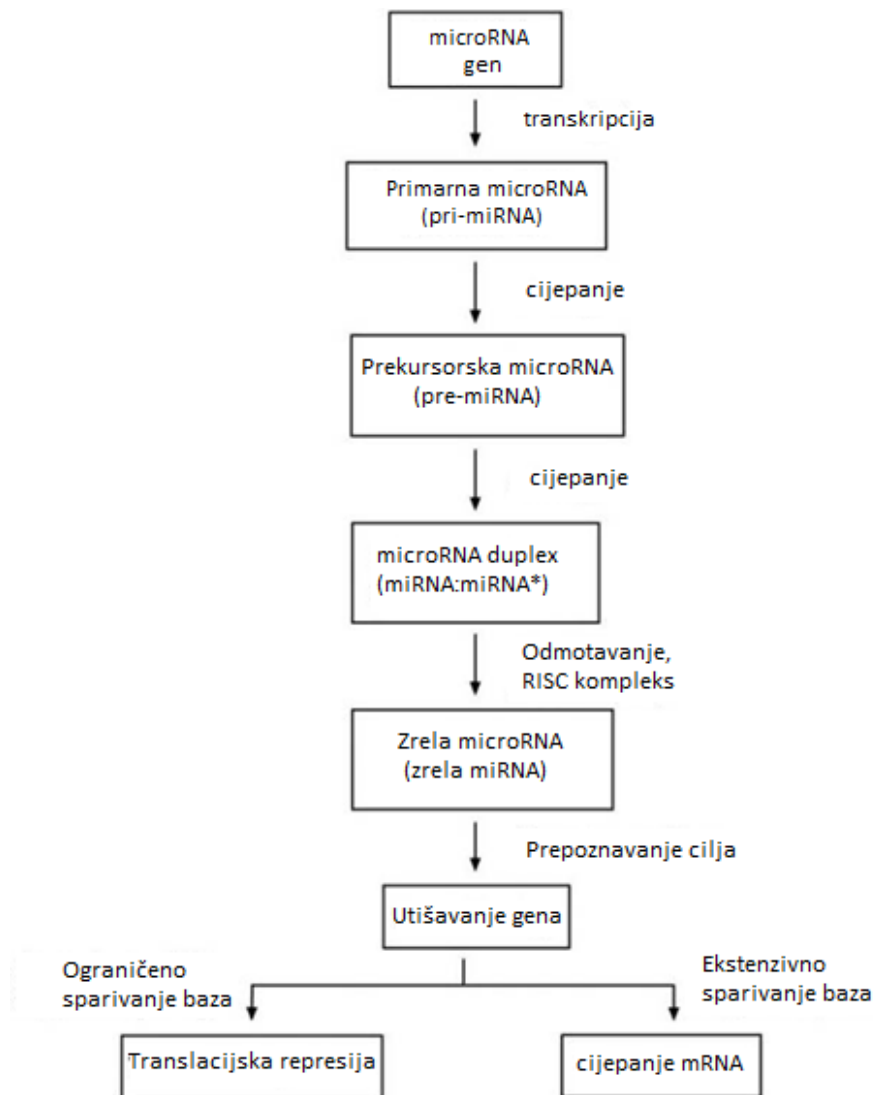 microRNA
gen
transkripcija
Primarna microRNA
(pri-miRNA)
cijepanje
Prekursorska microRNA
(pre-miRNA)
cijepanje
microRNA duplex
(miRNA:miRNA*)
Odmotavanje,
RISC kompleks
Zrela microRNA
(zrela miRNA)
Prepoznavanje cilja
Utišavanje gena
Ograničeno
sparivanje baza
Ekstenzivno
sparivanje baza
Translacijska represija
cijepanje mRNA